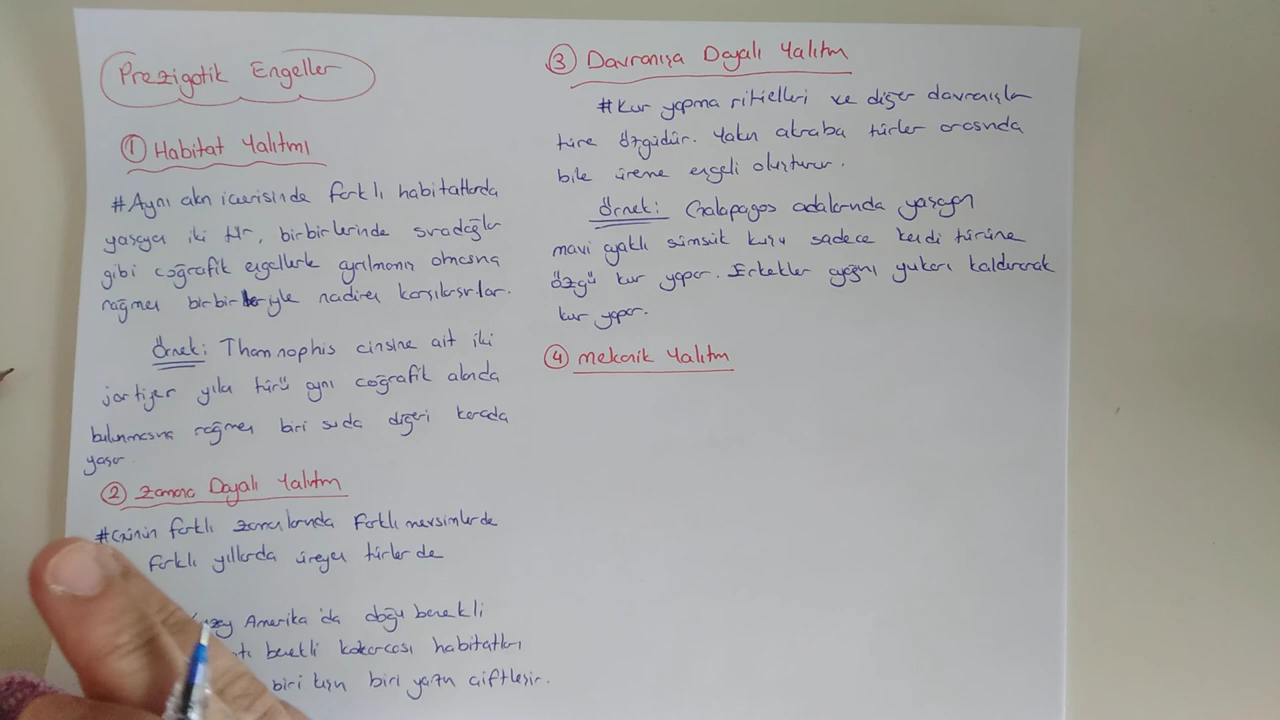 Prezigotik Engeller
① Habitat Yalıtımı
#Aynı alan içerisinde farklı habitatlarda
yaşayan iki tür, birbirlerinde sıradağlar
gibi coğrafik engellerle ayrılmamış olmasına
rağmen birbirleriyle nadiren karşılaşırlar.
Örnek: Thamnophis cinsine ait iki
jartiyer yılan türü aynı coğrafik alanda
bulunmasına rağmen biri suda diğeri karada
yaşar
② Zamana Dayalı Yalıtım
#Günün farklı zamanlarında farklı mevsimlerde
farklı yıllarda üreyen türlerde
Amerika'da doğu benekli
benekli kokarcası habitatları
biri kışın biri yazın çiftleşir.
③ Davranışa Dayalı Yalıtım
#Kur yapma ritüelleri ve diğer davranışlar
türe özgüdür. Yakın akraba türler arasında
bile üreme engeli oluşturur.
Örnek: Galapagos adalarında yaşayan
mavi ayaklı sümsük kuşu sadece kendi türüne
özgü kur yapar. Erkekler ayağını yukarı kaldırarak
kur yapar.
④ Mekanik Yalıtım